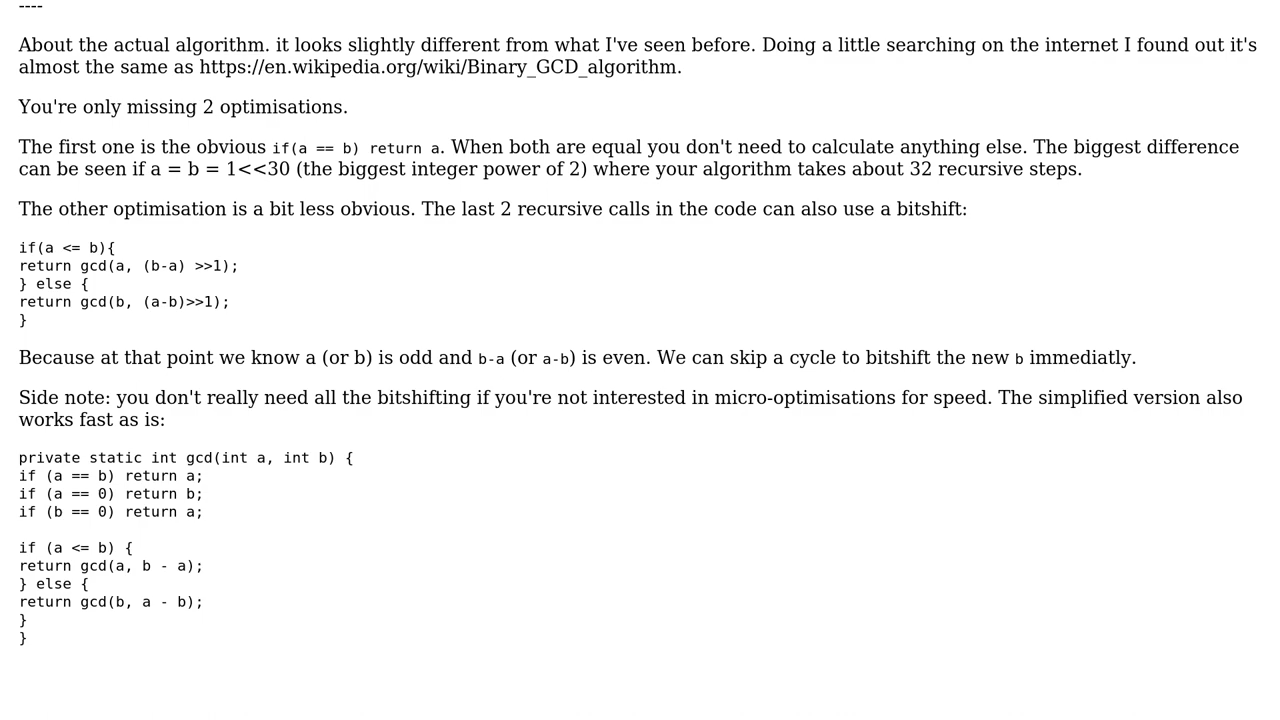 ----
About the actual algorithm. it looks slightly different from what I've seen before. Doing a little searching on the internet I found out it's
almost the same as https://en.wikipedia.org/wiki/Binary_GCD_algorithm.
You're only missing 2 optimisations.
The first one is the obvious if(a == b) return a. When both are equal you don't need to calculate anything else. The biggest difference
can be seen if a = b = 1<<30 (the biggest integer power of 2) where your algorithm takes about 32 recursive steps.
The other optimisation is a bit less obvious. The last 2 recursive calls in the code can also use a bitshift:
if(a <= b){
return gcd(a, (b-a) >>1);
} else {
return gcd(b, (a-b)>>1);
}
Because at that point we know a (or b) is odd and b-a (or a-b) is even. We can skip a cycle to bitshift the new b immediatly.
Side note: you don't really need all the bitshifting if you're not interested in micro-optimisations for speed. The simplified version also
works fast as is:
private static int gcd(int a, int b) {
if (a == b) return a;
if (a == 0) return b;
if (b == 0) return a;
if (a <= b) {
return gcd(a, b - a);
} else {
return gcd(b, a - b);
}
}